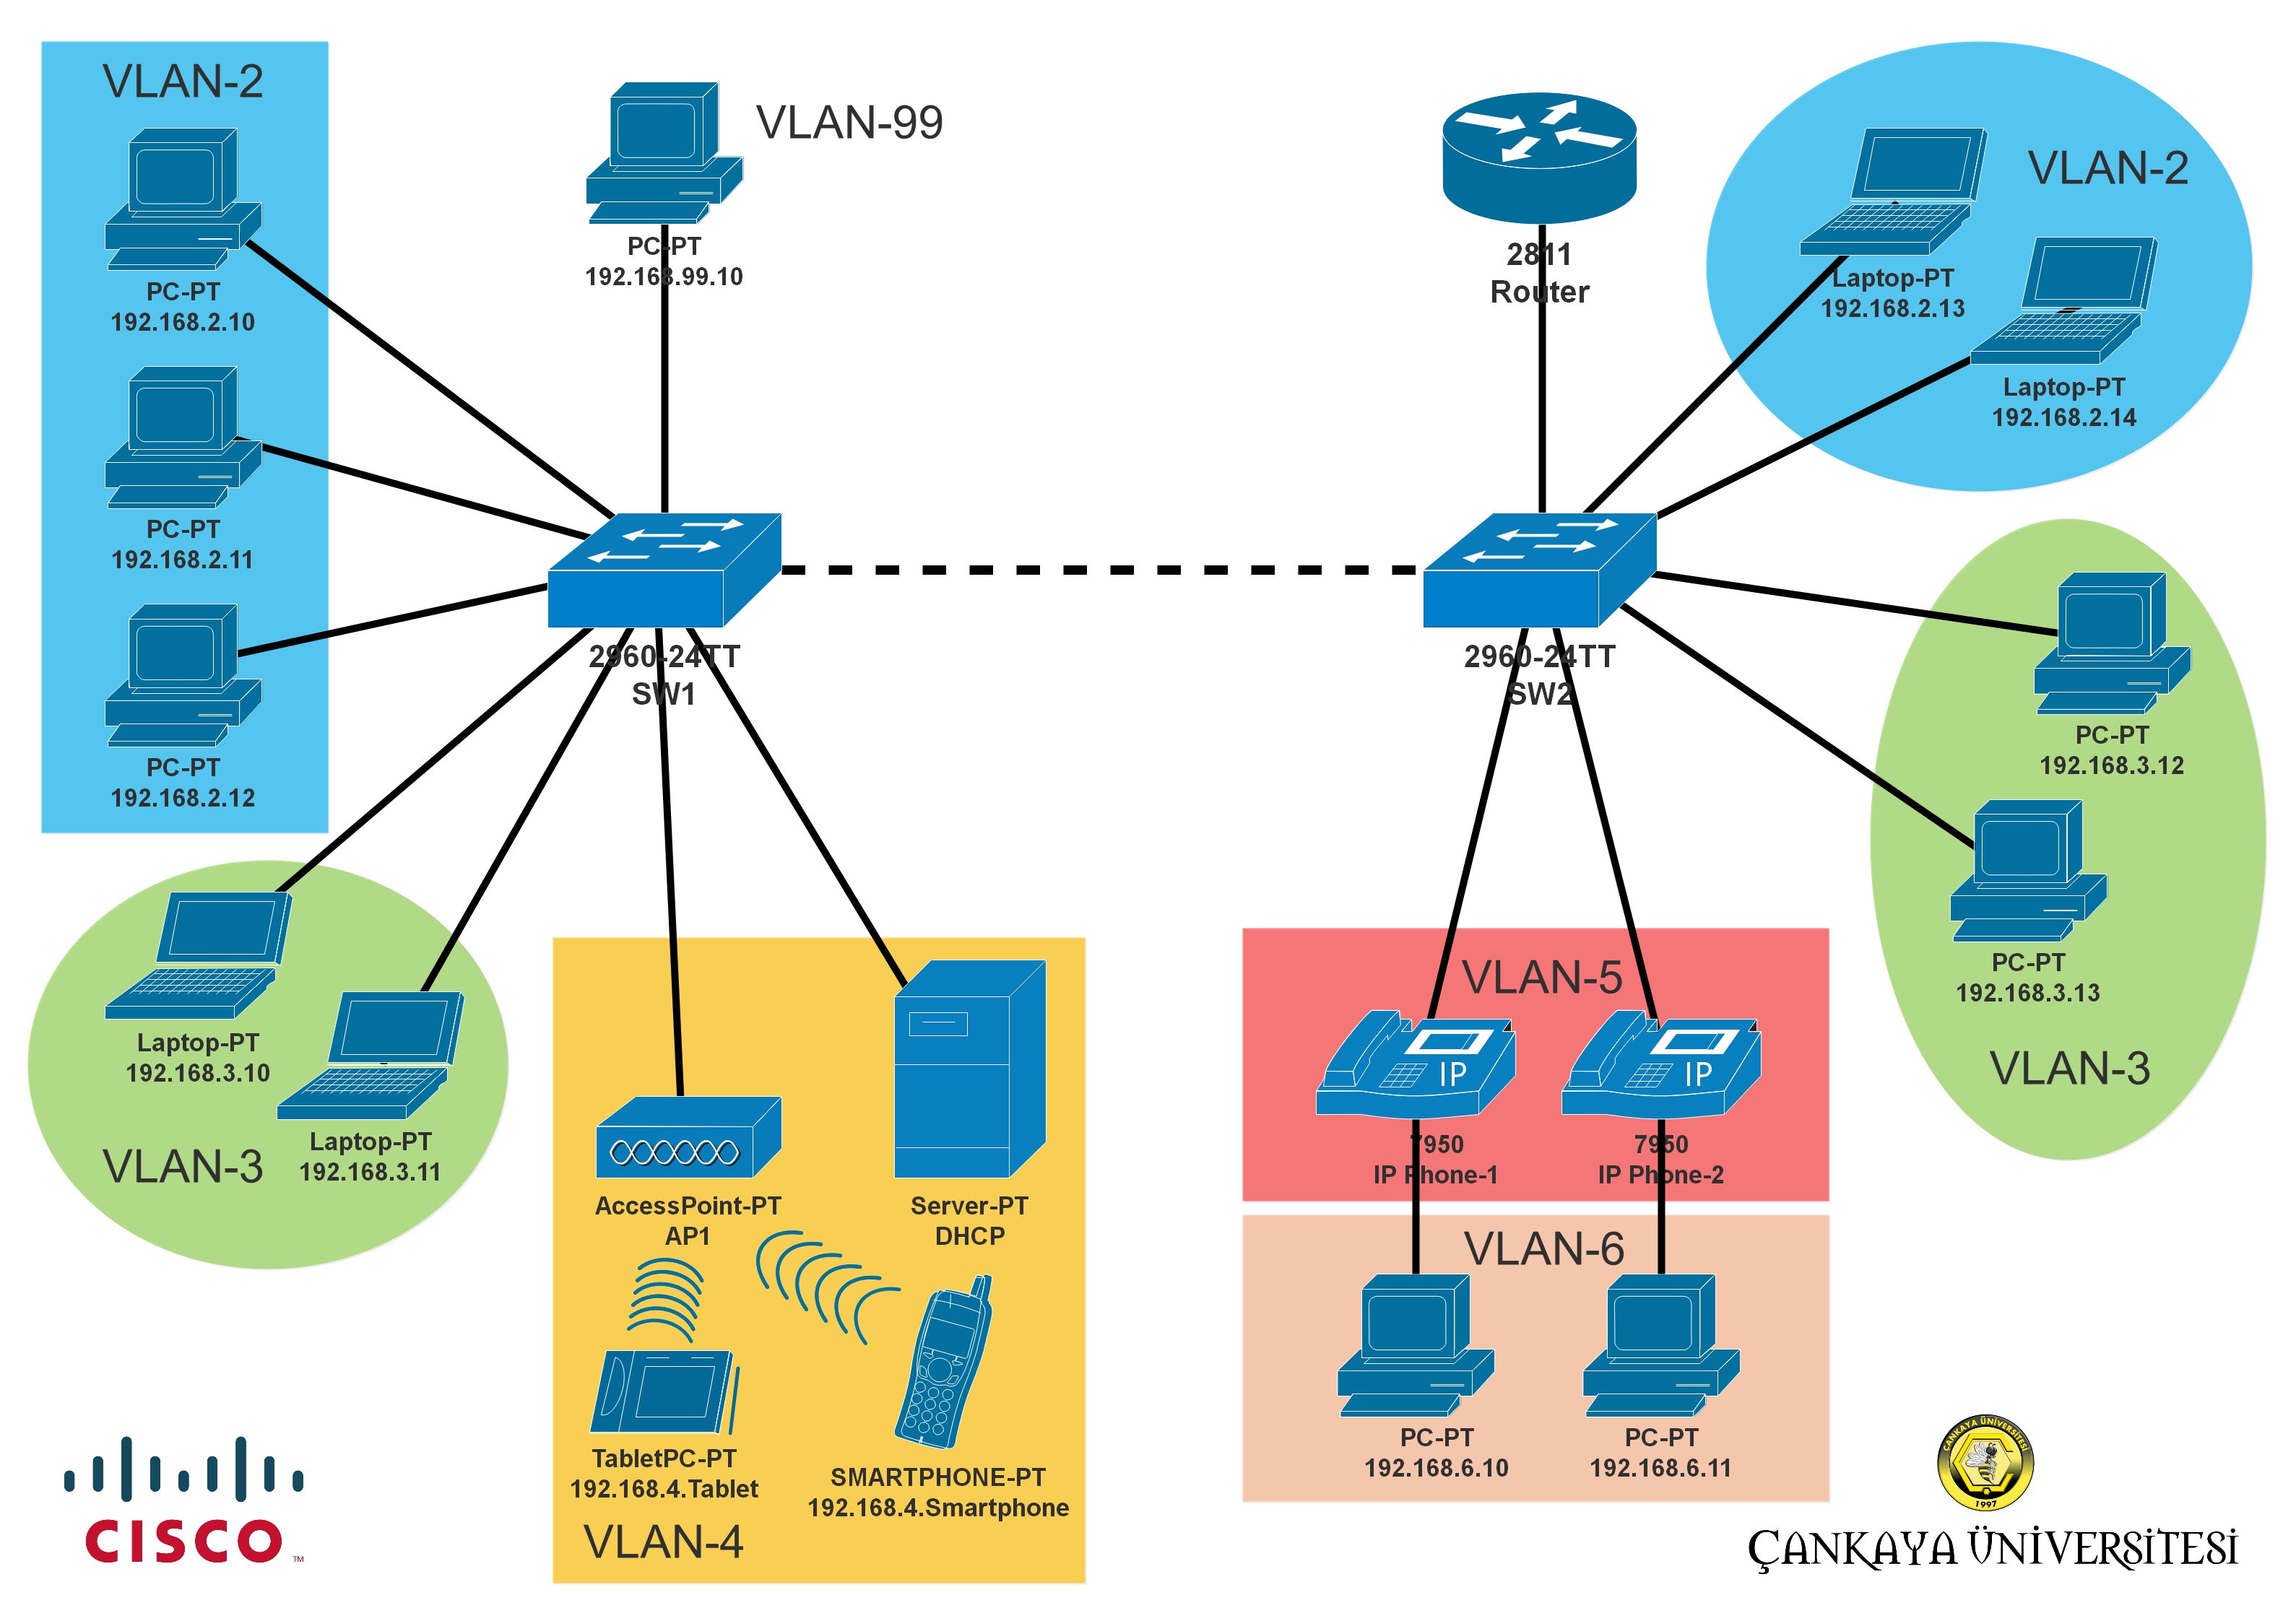 VLAN-2
PC-PT
192.168.2.10
PC-PT
192.168.2.11
PC-PT
192.168.2.12
VLAN-99
PC-PT
192.168.99.10
2811
Router
VLAN-2
Laptop-PT
192.168.2.13
Laptop-PT
192.168.2.14
2960-24TT
SW1
2960-24TT
SW2
PC-PT
192.168.3.12
PC-PT
192.168.3.13
VLAN-3
Laptop-PT
192.168.3.10
Laptop-PT
192.168.3.11
VLAN-3
AccessPoint-PT
AP1
Server-PT
DHCP
TabletPC-PT
192.168.4.Tablet
SMARTPHONE-PT
192.168.4.Smartphone
VLAN-4
VLAN-5
IP
IP
7950
IP Phone-1
7950
IP Phone-2
VLAN-6
PC-PT
192.168.6.10
PC-PT
192.168.6.11
CISCO
TM
ÇANKAYA ÜNİVERSİTESİ
1997
ÇANKAYA ÜNİVERSİTESİ